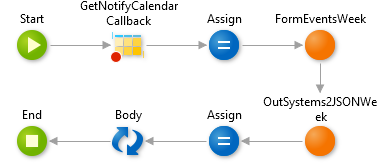 Start
GetNotifyCalendar
Callback
Assign
FormEventsWeek
OutSystems2JSONWe
ek
Assign
Body
End